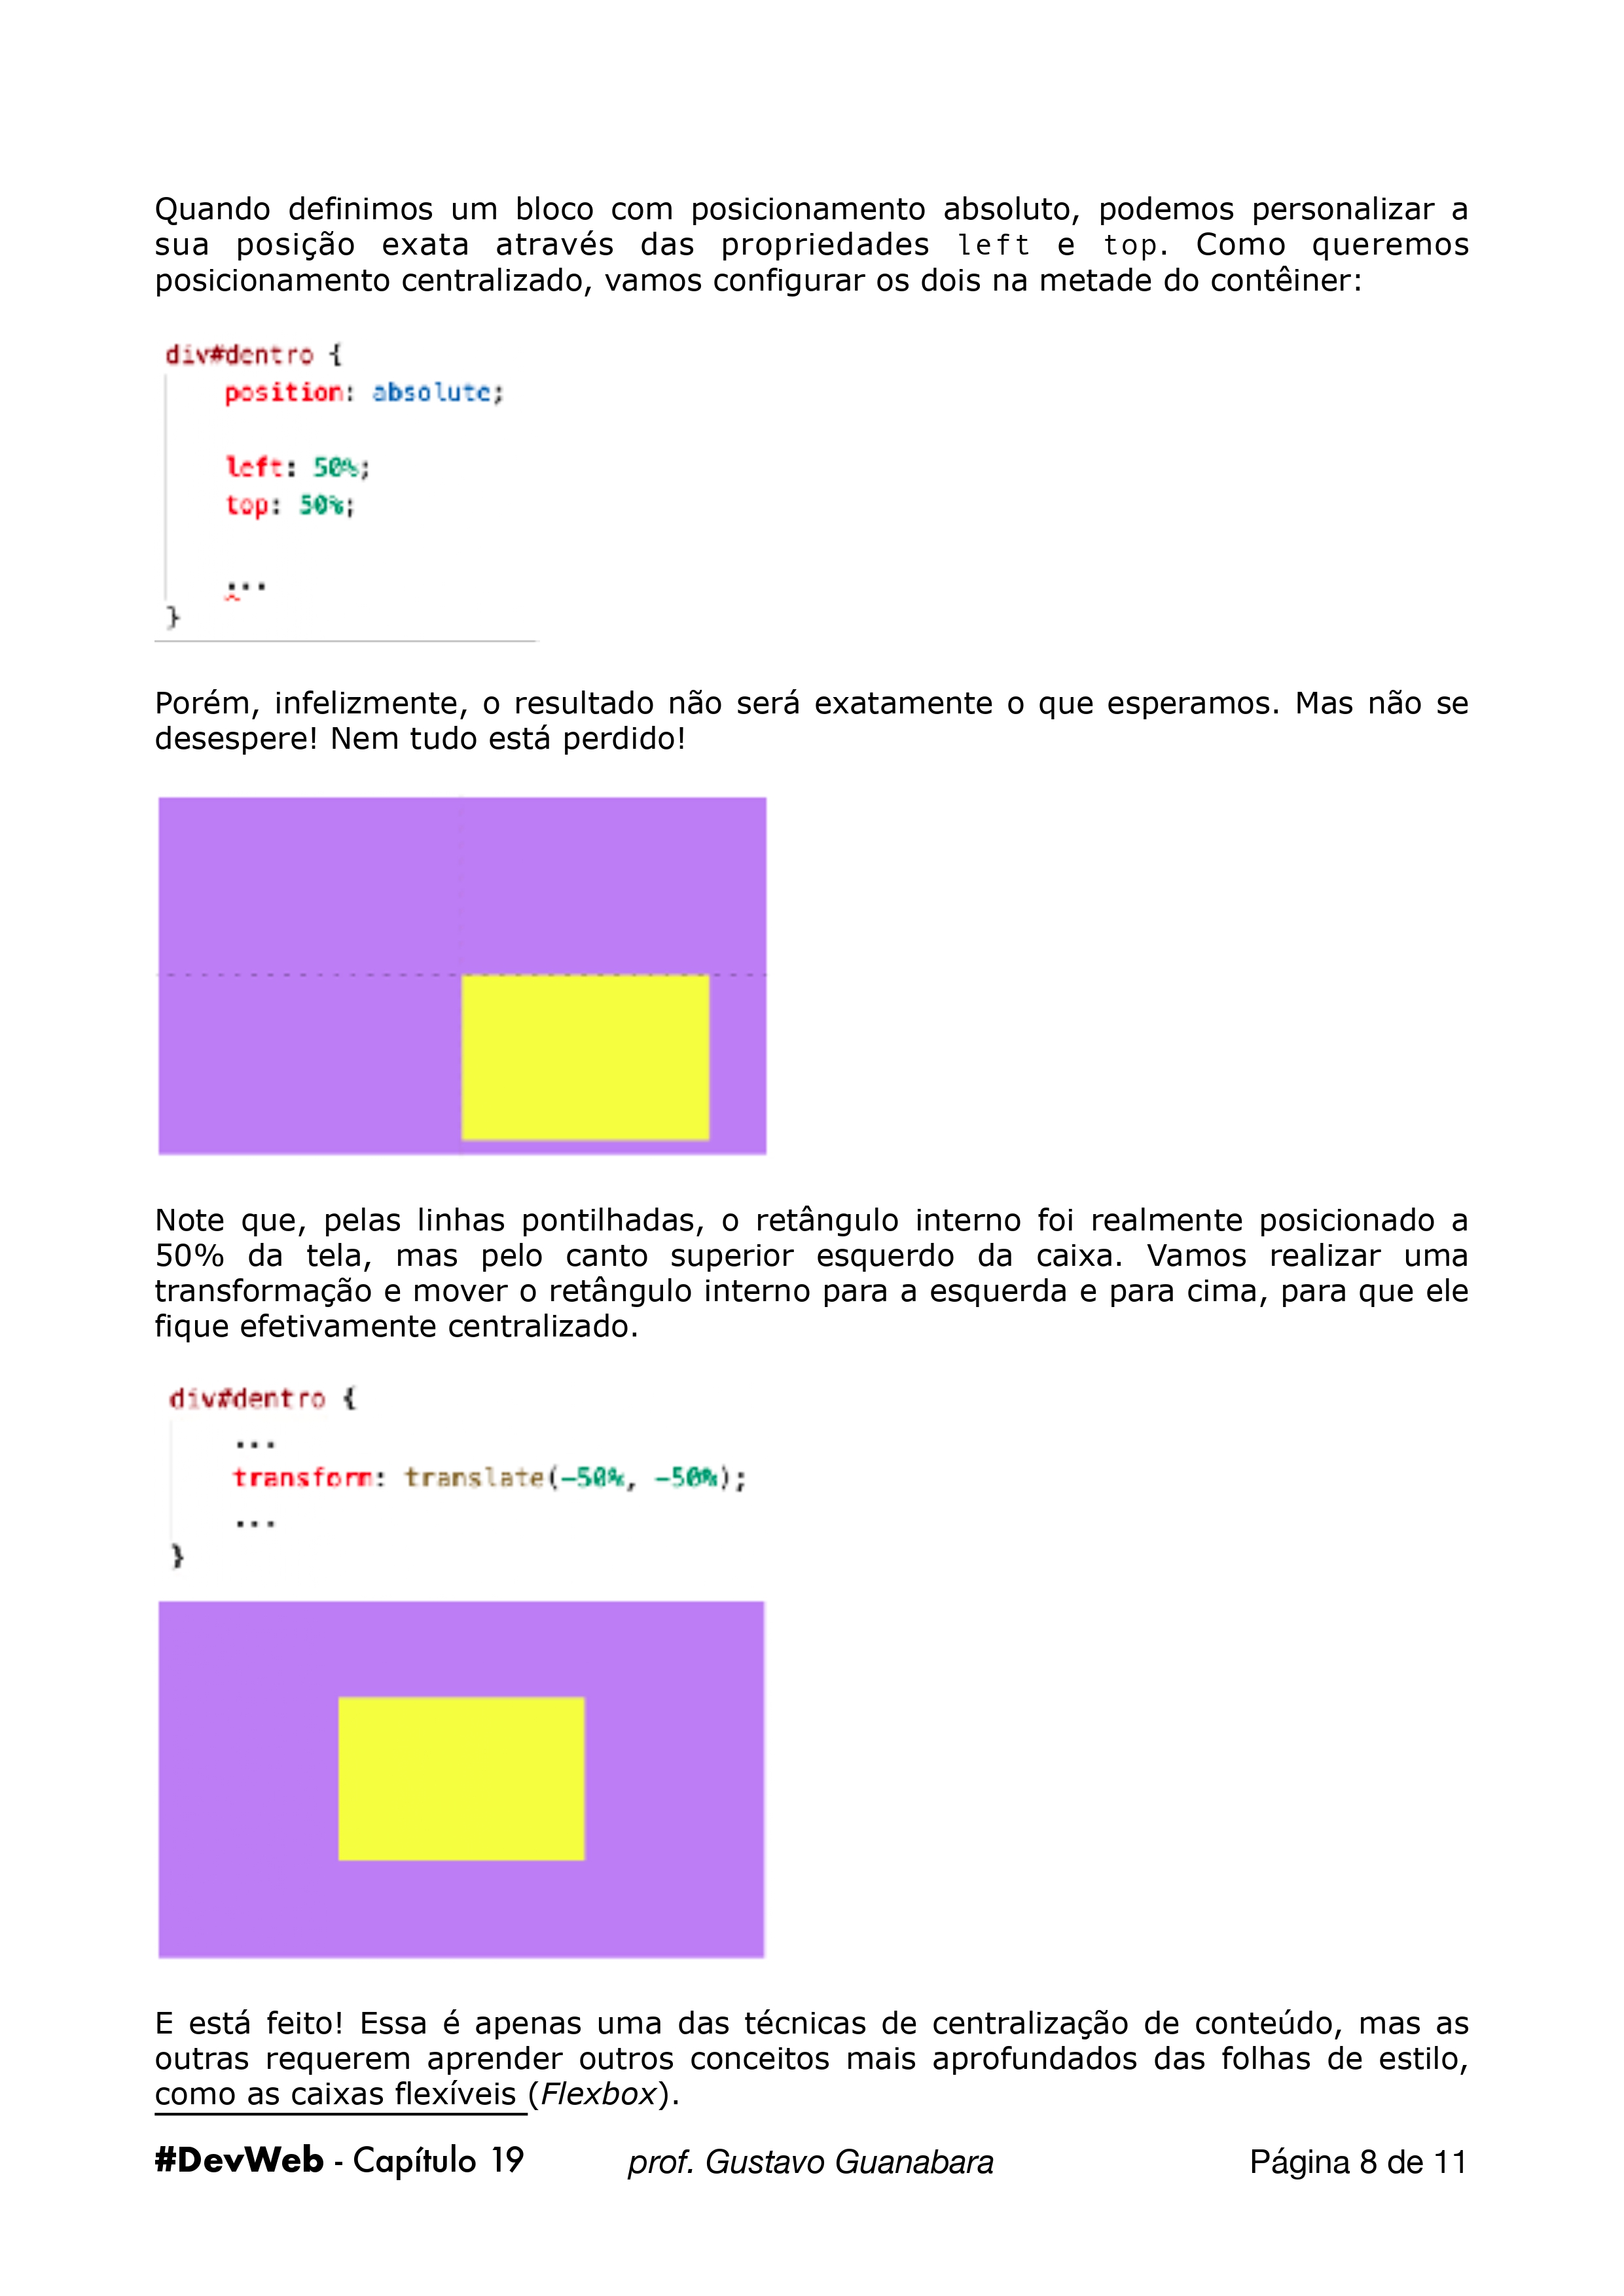 Quando definimos um bloco com posicionamento absoluto, podemos personalizar a
sua posição exata através das propriedades left e top. Como queremos
posicionamento centralizado, vamos configurar os dois na metade do contêiner:
div#dentro {
position: absolute;
left: 50%;
top: 50%;
...
}
Porém, infelizmente, o resultado não será exatamente o que esperamos. Mas não se
desespere! Nem tudo está perdido!
Note que, pelas linhas pontilhadas, o retângulo interno foi realmente posicionado a
50% da tela, mas pelo canto superior esquerdo da caixa. Vamos realizar uma
transformação e mover o retângulo interno para a esquerda e para cima, para que ele
fique efetivamente centralizado.
div#dentro {
...
transform: translate(-50%, -50%);
...
}
E está feito! Essa é apenas uma das técnicas de centralização de conteúdo, mas as
outras requerem aprender outros conceitos mais aprofundados das folhas de estilo,
como as caixas flexíveis (Flexbox).
#DevWeb - Capítulo 19 prof. Gustavo Guanabara Página 8 de 11